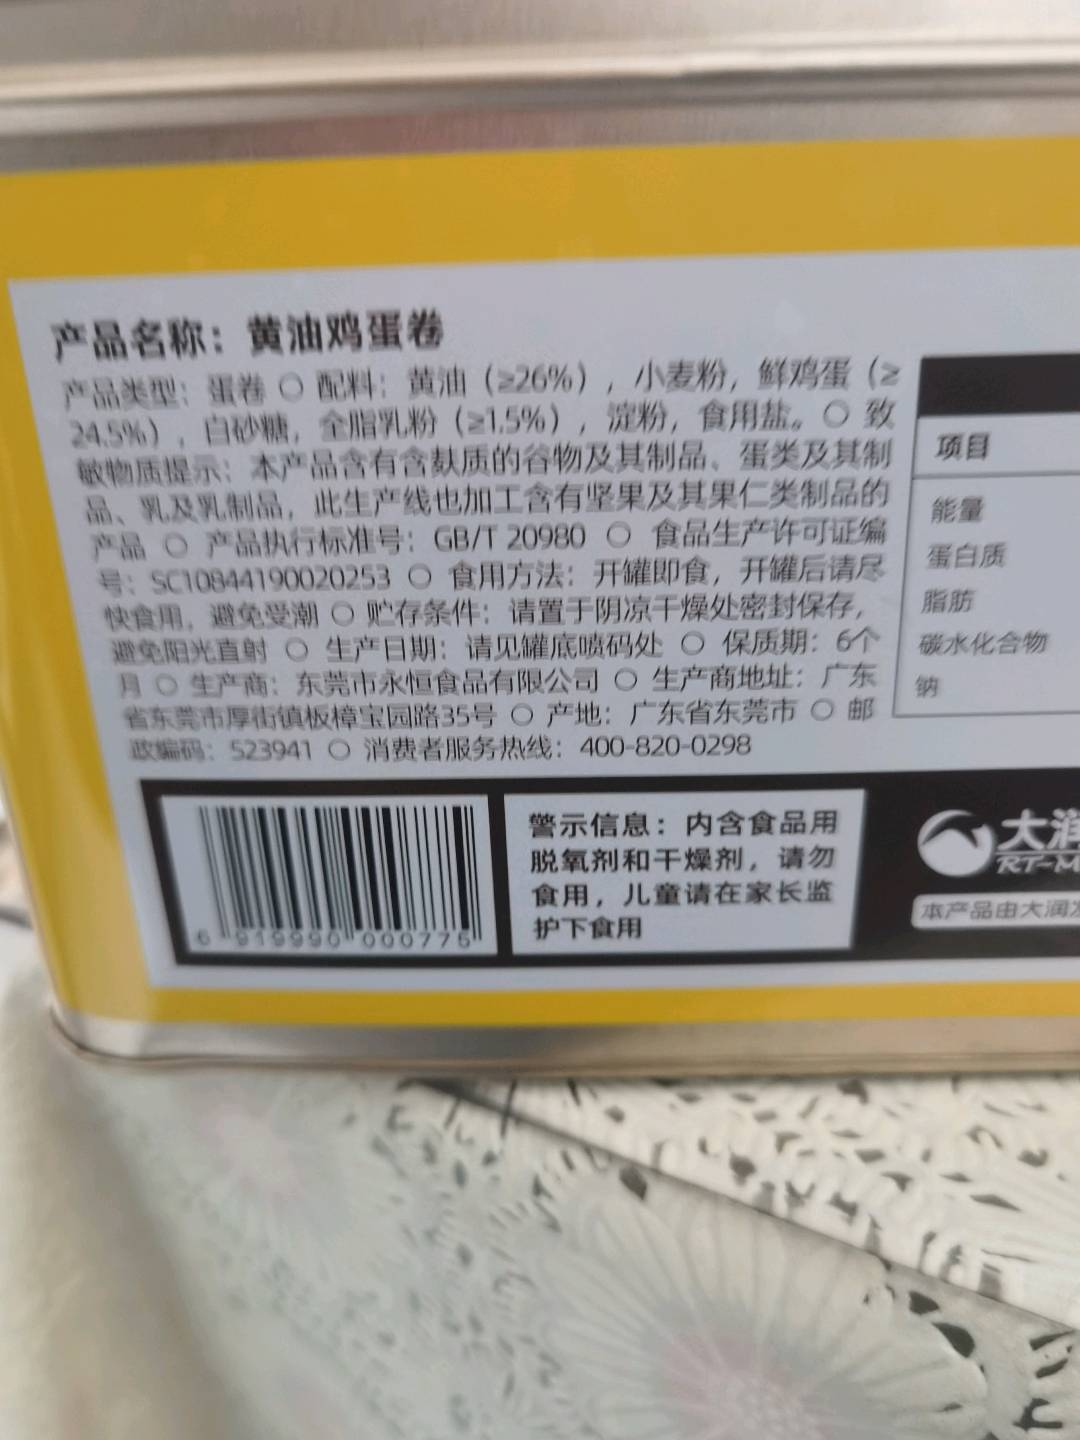 产品名称：黄油鸡蛋卷
产品类型：蛋卷 ○ 配料：黄油（≥26%），小麦粉，鲜鸡蛋（≥
24.5%），白砂糖，全脂乳粉（≥1.5%），淀粉，食用盐。○ 致
敏物质提示：本产品含有含麸质的谷物及其制品、蛋类及其制
品、乳及乳制品，此生产线也加工含有坚果及其果仁类制品的
产品 ○ 产品执行标准号：GB/T 20980 ○ 食品生产许可证编
号：SC10844190020253 ○ 食用方法：开罐即食，开罐后请尽
快食用，避免受潮 ○ 贮存条件：请置于阴凉干燥处密封保存，
避免阳光直射 ○ 生产日期：请见罐底喷码处 ○ 保质期：6个
月 ○ 生产商：东莞市永恒食品有限公司 ○ 生产商地址：广东
省东莞市厚街镇板樟宝园路35号 ○ 产地：广东省东莞市 ○ 邮
政编码：523941 ○ 消费者服务热线：400-820-0298
项目
能量
蛋白质
脂肪
碳水化合物
钠
6 919990 000775
警示信息：内含食品用
脱氧剂和干燥剂，请勿
食用，儿童请在家长监
护下食用
大润
RT-M
本产品由大润发